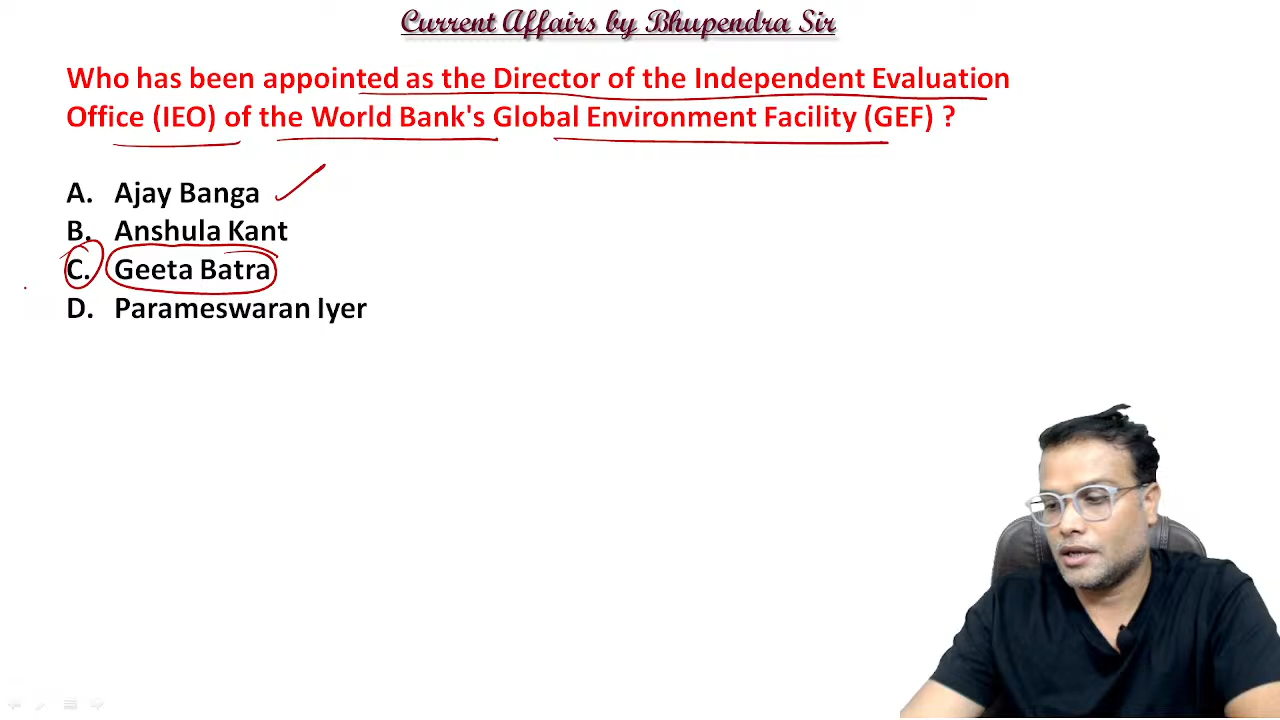 Current Affairs by Bhupendra Sir
Who has been appointed as the Director of the Independent Evaluation
Office (IEO) of the World Bank's Global Environment Facility (GEF) ?
A. Ajay Banga
B. Anshula Kant
C. Geeta Batra
D. Parameswaran Iyer